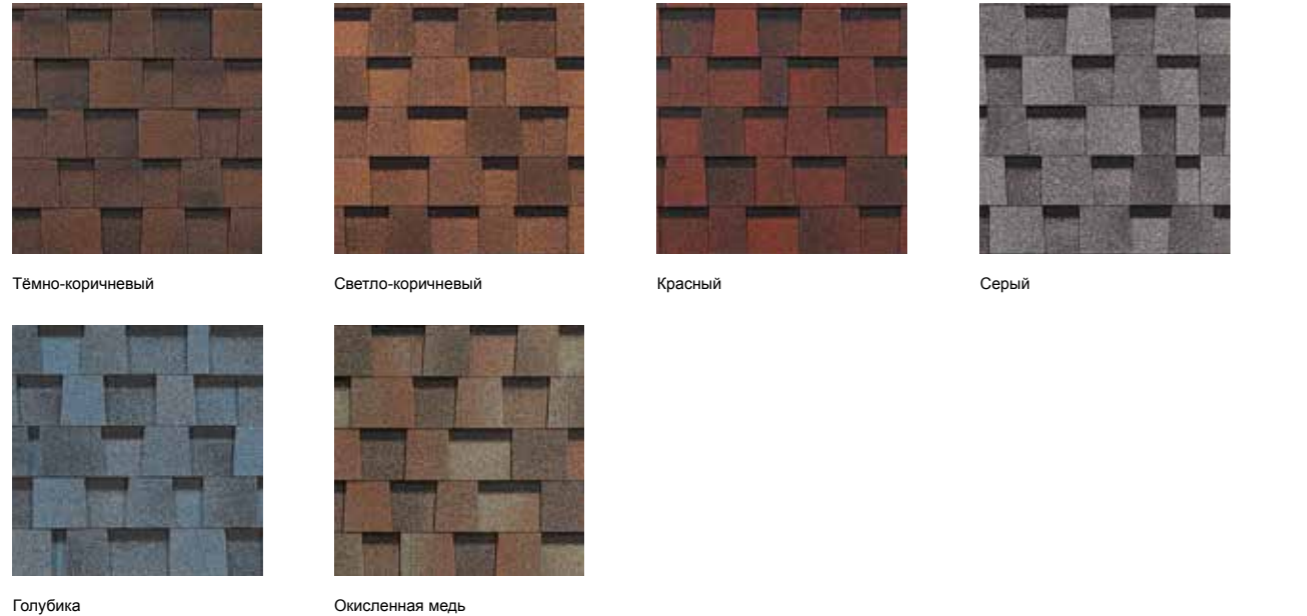 Тёмно-коричневый
Светло-коричневый
Красный
Серый
Голубика
Окисленная медь